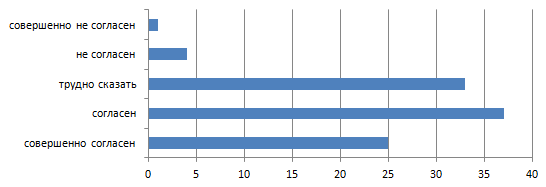 совершенно не согласен
не согласен
трудно сказать
согласен
совершенно согласен
0 5 10 15 20 25 30 35 40